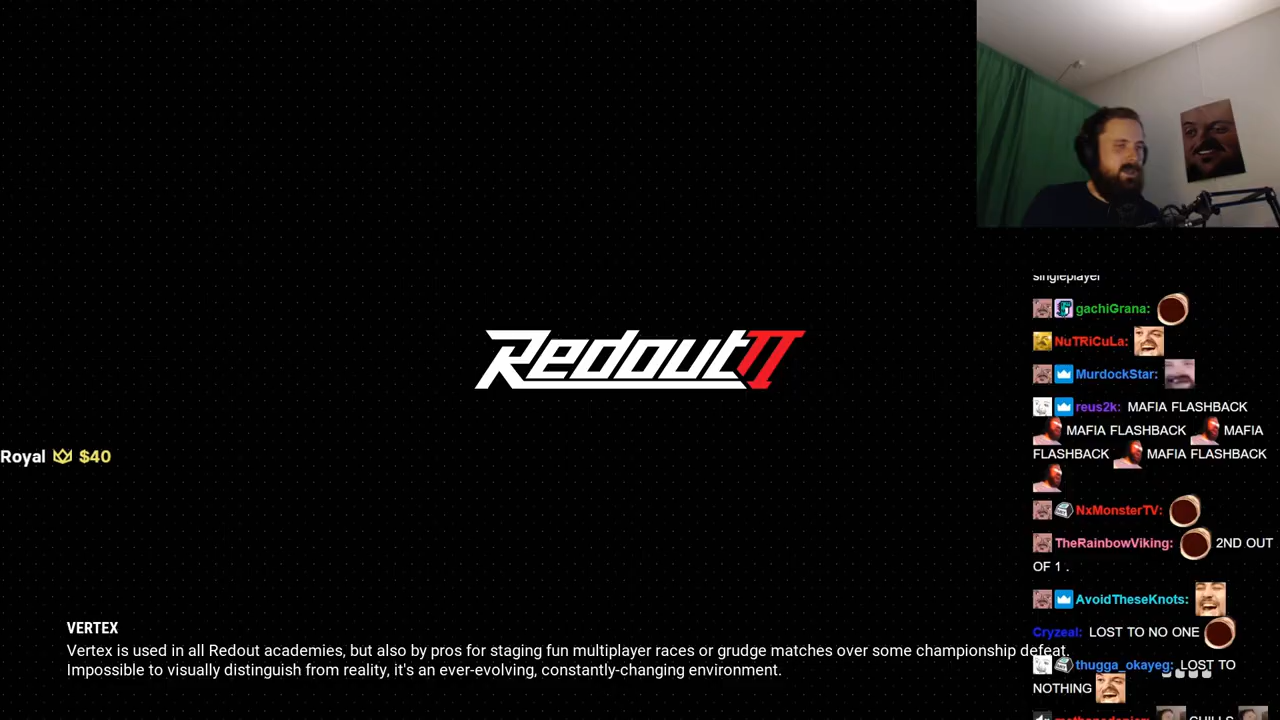 singleplayer
gachiGrana:
NuTRiCuLa:
MurdockStar:
reus2k: MAFIA FLASHBACK
MAFIA FLASHBACK MAFIA
FLASHBACK MAFIA FLASHBACK
NxMonsterTV:
TheRainbowViking: 2ND OUT
OF 1 .
AvoidTheseKnots:
Cryzeal: LOST TO NO ONE
thugga_okayeg: LOST TO
NOTHING
Redout II
Royal $40
VERTEX
Vertex is used in all Redout academies, but also by pros for staging fun multiplayer races or grudge matches over some championship defeat.
Impossible to visually distinguish from reality, it's an ever-evolving, constantly-changing environment.